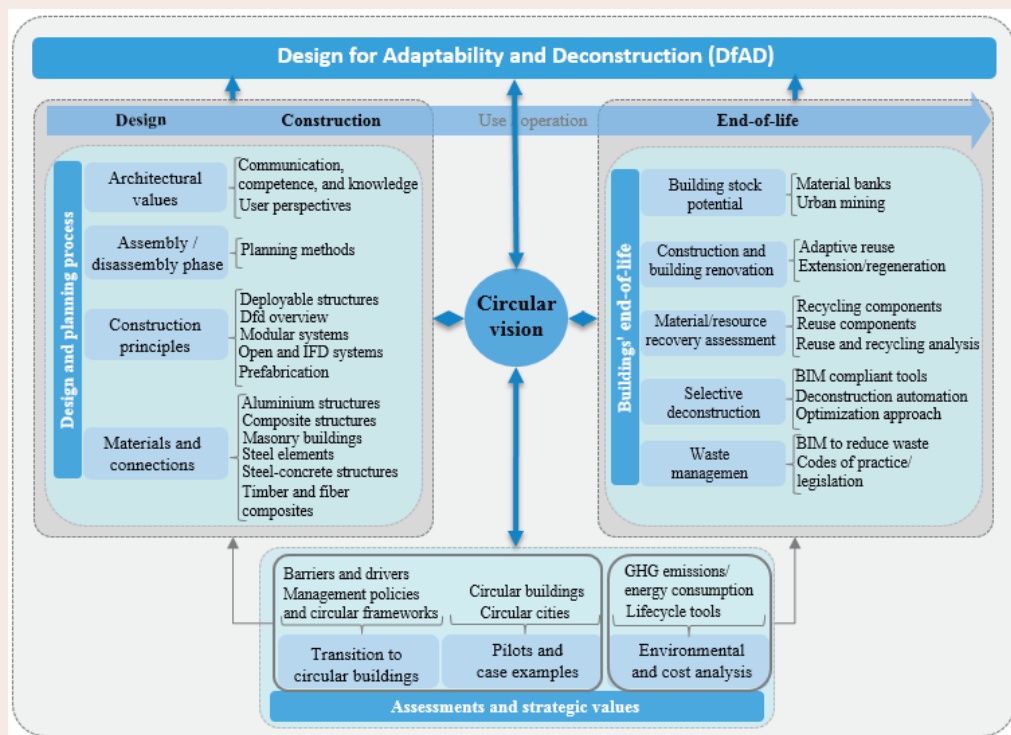 Design for Adaptability and Deconstruction (DfAD)
Design
Construction
Use
operation
End-of-life
Design and planning process
Architectural
values
Communication,
competence, and knowledge
User perspectives
Assembly /
disassembly phase
Planning methods
Construction
principles
Deployable structures
Dfd overview
Modular systems
Open and IFD systems
Prefabrication
Materials and
connections
Aluminium structures
Composite structures
Masonry buildings
Steel elements
Steel-concrete structures
Timber and fiber
composites
Circular
vision
Buildings' end-of-life
Building stock
potential
Material banks
Urban mining
Construction and
building renovation
Adaptive reuse
Extension/regeneration
Material/resource
recovery assessment
Recycling components
Reuse components
Reuse and recycling analysis
Selective
deconstruction
BIM compliant tools
Deconstruction automation
Optimization approach
Waste
managemen
BIM to reduce waste
Codes of practice/
legislation
Barriers and drivers
Management policies
and circular frameworks
Transition to
circular buildings
Circular buildings
Circular cities
Pilots and
case examples
GHG emissions/
energy consumption
Lifecycle tools
Environmental
and cost analysis
Assessments and strategic values